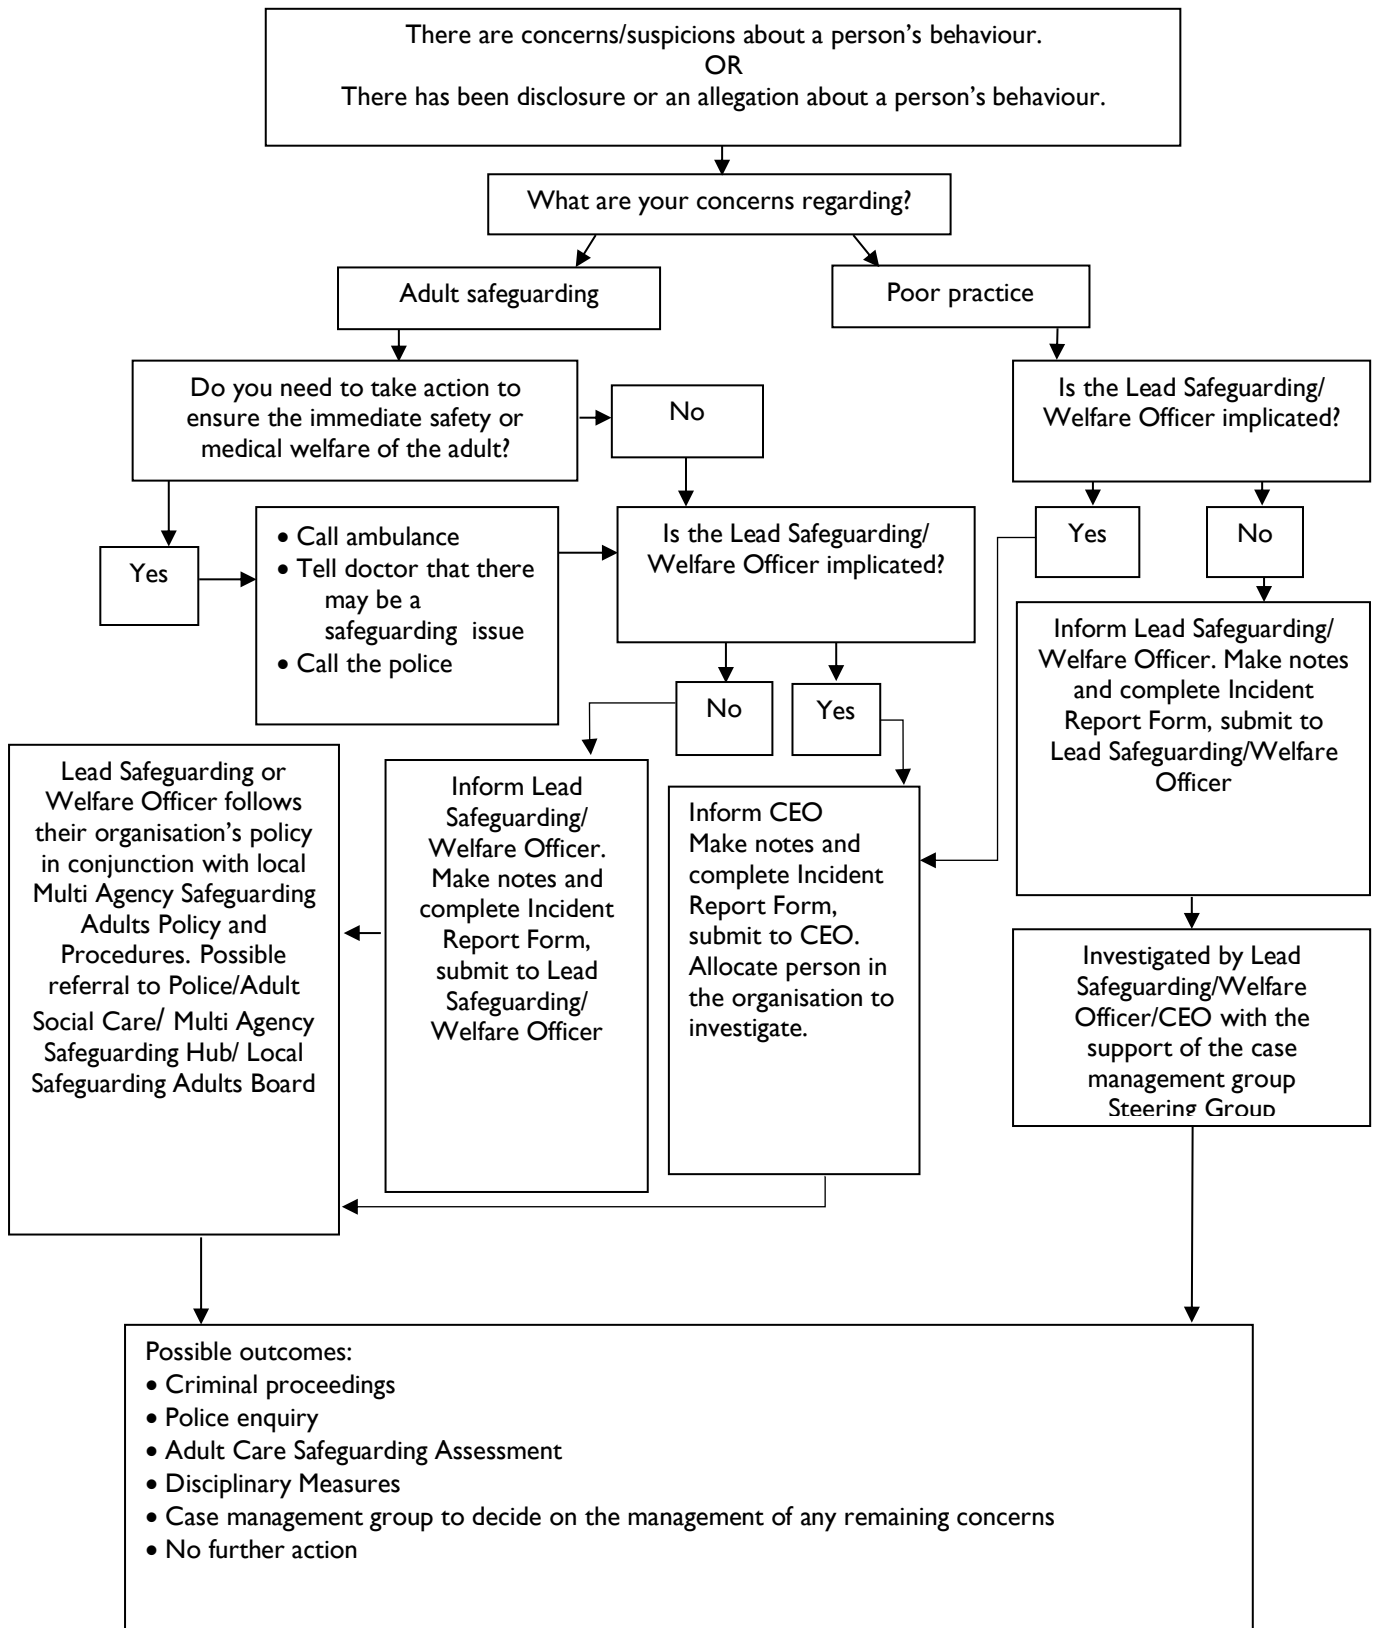 There are concerns/suspicions about a person’s behaviour.
OR
There has been disclosure or an allegation about a person’s behaviour.
What are your concerns regarding?
Adult safeguarding
Poor practice
Do you need to take action to
ensure the immediate safety or
medical welfare of the adult?
No
Is the Lead Safeguarding/
Welfare Officer implicated?
Yes
• Call ambulance
• Tell doctor that there
may be a
safeguarding issue
• Call the police
Is the Lead Safeguarding/
Welfare Officer implicated?
Yes
No
No
Yes
Inform Lead Safeguarding/
Welfare Officer. Make notes
and complete Incident
Report Form, submit to
Lead Safeguarding/Welfare
Officer
Lead Safeguarding or
Welfare Officer follows
their organisation’s policy
in conjunction with local
Multi Agency Safeguarding
Adults Policy and
Procedures. Possible
referral to Police/Adult
Social Care/ Multi Agency
Safeguarding Hub/ Local
Safeguarding Adults Board
Inform Lead
Safeguarding/
Welfare Officer.
Make notes and
complete Incident
Report Form,
submit to Lead
Safeguarding/
Welfare Officer
Inform CEO
Make notes and
complete Incident
Report Form,
submit to CEO.
Allocate person in
the organisation to
investigate.
Investigated by Lead
Safeguarding/Welfare
Officer/CEO with the
support of the case
management group
Steering Group
Possible outcomes:
• Criminal proceedings
• Police enquiry
• Adult Care Safeguarding Assessment
• Disciplinary Measures
• Case management group to decide on the management of any remaining concerns
• No further action